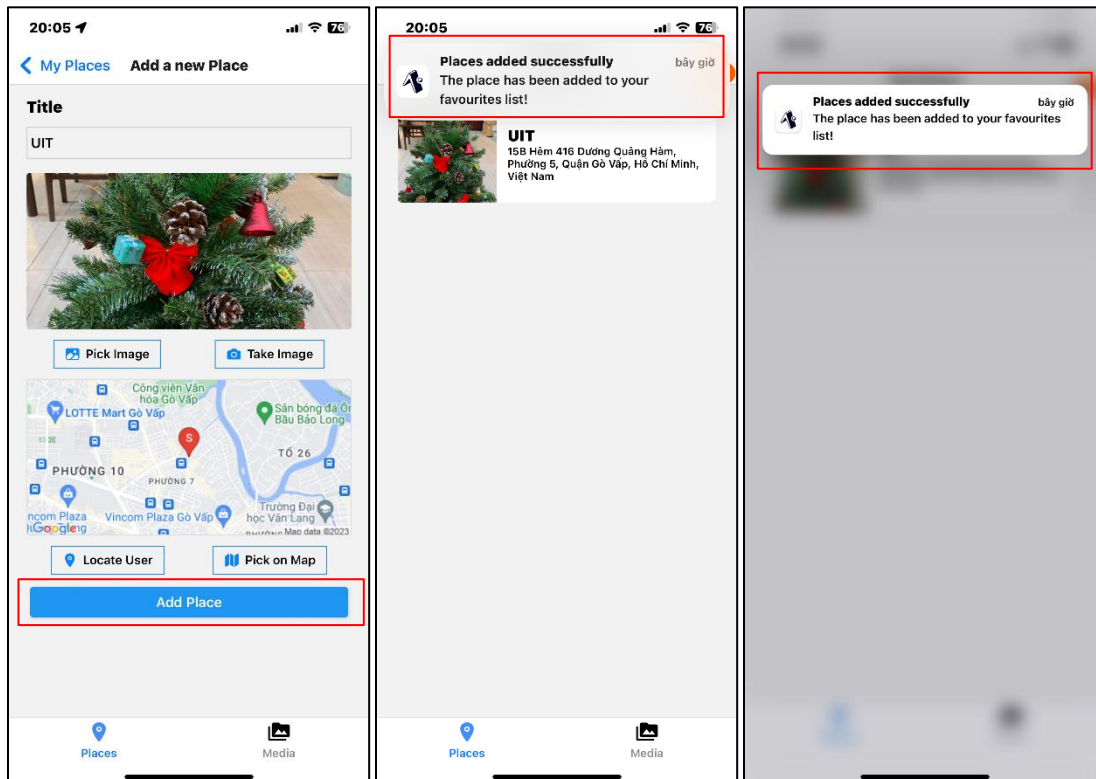 20:05
76
My Places
Add a new Place
Title
UIT
Pick Image
Take Image
Công viên Văn
hóa Gò Vấp
LOTTE Mart Gò Vấp
Sân bóng đá
Bầu Bảo Long
S
TỔ 26
PHƯỜNG 10
PHƯỜNG 7
ncom Plaza
Vincom Plaza Gò Vấp
Trường Đại
học Văn Lang
Google
Map data ©2023
Locate User
Pick on Map
Add Place
Places
Media
20:05
76
Places added successfully
bây giờ
The place has been added to your
favourites list!
UIT
15B Hẻm 416 Dương Quảng Hàm,
Phường 5, Quận Gò Vấp, Hồ Chí Minh,
Việt Nam
Places
Media
Places added successfully
bây giờ
The place has been added to your favourites
list!